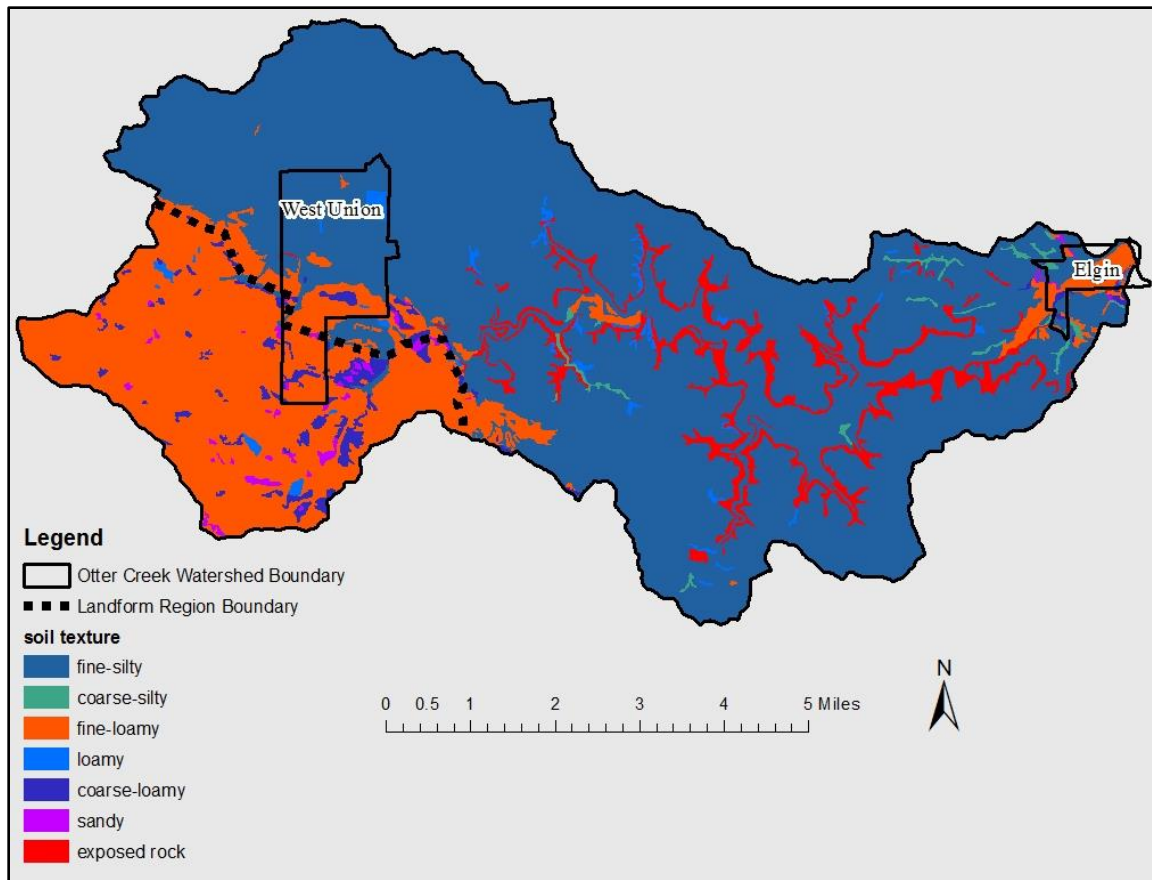 West Union
Elgin
Legend
Otter Creek Watershed Boundary
Landform Region Boundary
soil texture
fine-silty
coarse-silty
fine-loamy
loamy
coarse-loamy
sandy
exposed rock
0 0.5 1 2 3 4 5 Miles
N